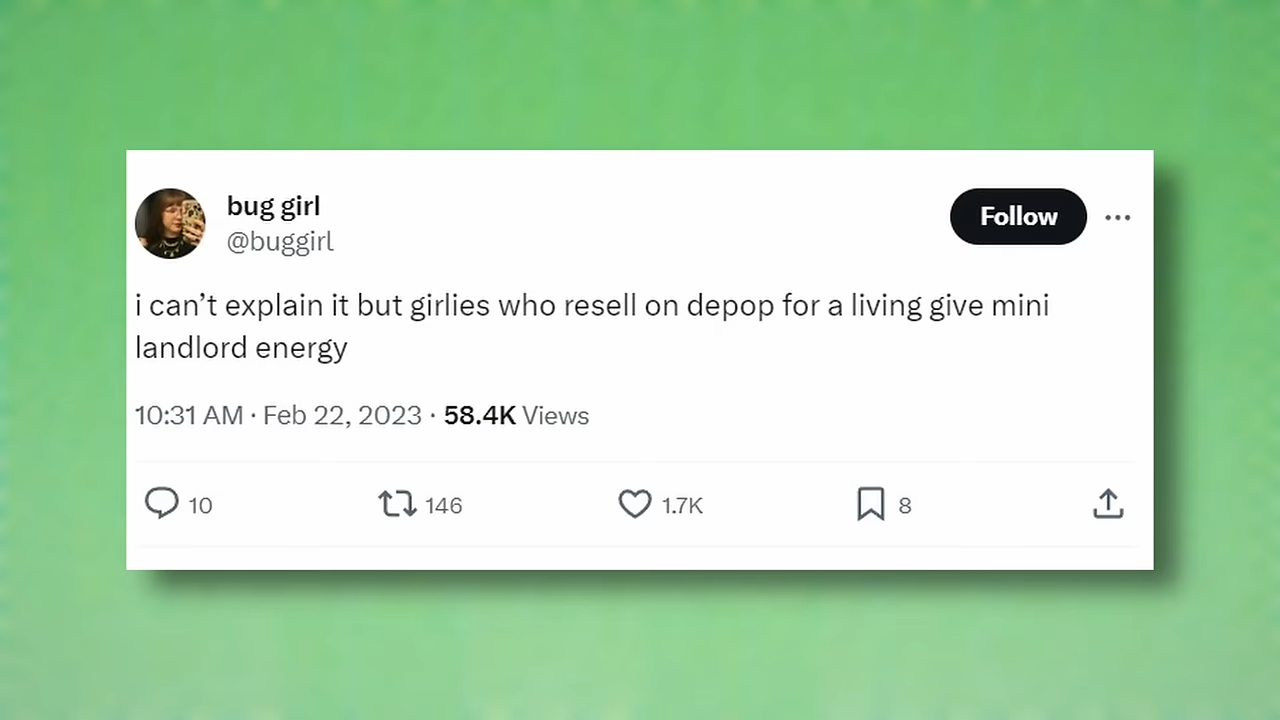 bug girl
@buggirl
Follow
i can’t explain it but girlies who resell on depop for a living give mini
landlord energy
10:31 AM · Feb 22, 2023 · 58.4K Views
10 146 1.7K 8